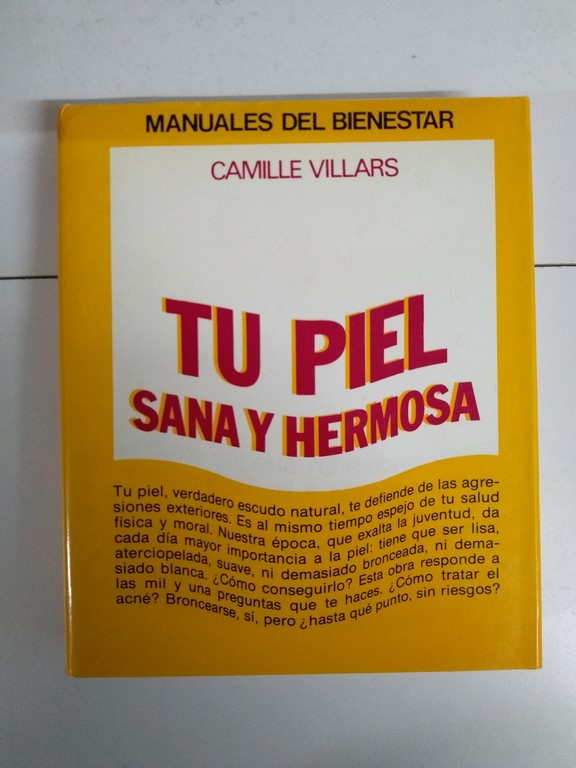 MANUALES DEL BIENESTAR
CAMILLE VILLARS
TU PIEL
SANA Y HERMOSA
Tu piel, verdadero escudo natural, te defiende de las agre-
siones exteriores. Es al mismo tiempo espejo de tu salud
física y moral. Nuestra época, que exalta la juventud, da
cada día mayor importancia a la piel: tiene que ser lisa,
aterciopelada, suave, ni demasiado bronceada, ni dema-
siado blanca. ¿Cómo conseguirlo? Esta obra responde a
las mil y una preguntas que te haces. ¿Cómo tratar el
acné? Broncearse, sí, pero ¿hasta qué punto, sin riesgos?